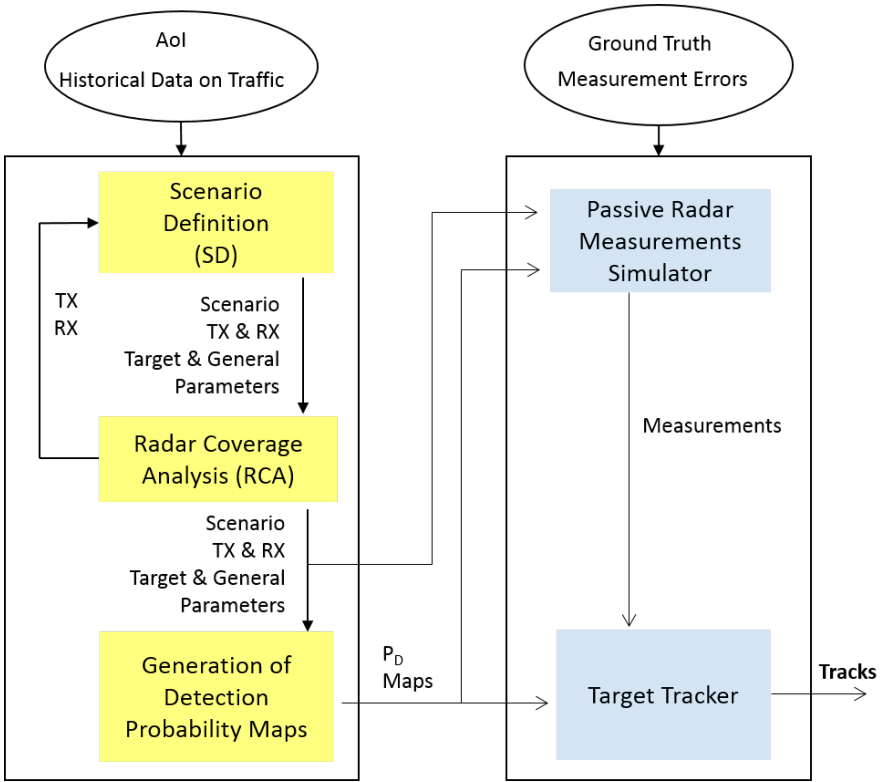 AoI
Historical Data on Traffic
Ground Truth
Measurement Errors
Scenario
Definition
(SD)
TX
RX
Scenario
TX & RX
Target & General
Parameters
Radar Coverage
Analysis (RCA)
Scenario
TX & RX
Target & General
Parameters
Generation of
Detection
Probability Maps
PD
Maps
Passive Radar
Measurements
Simulator
Measurements
Target Tracker
Tracks